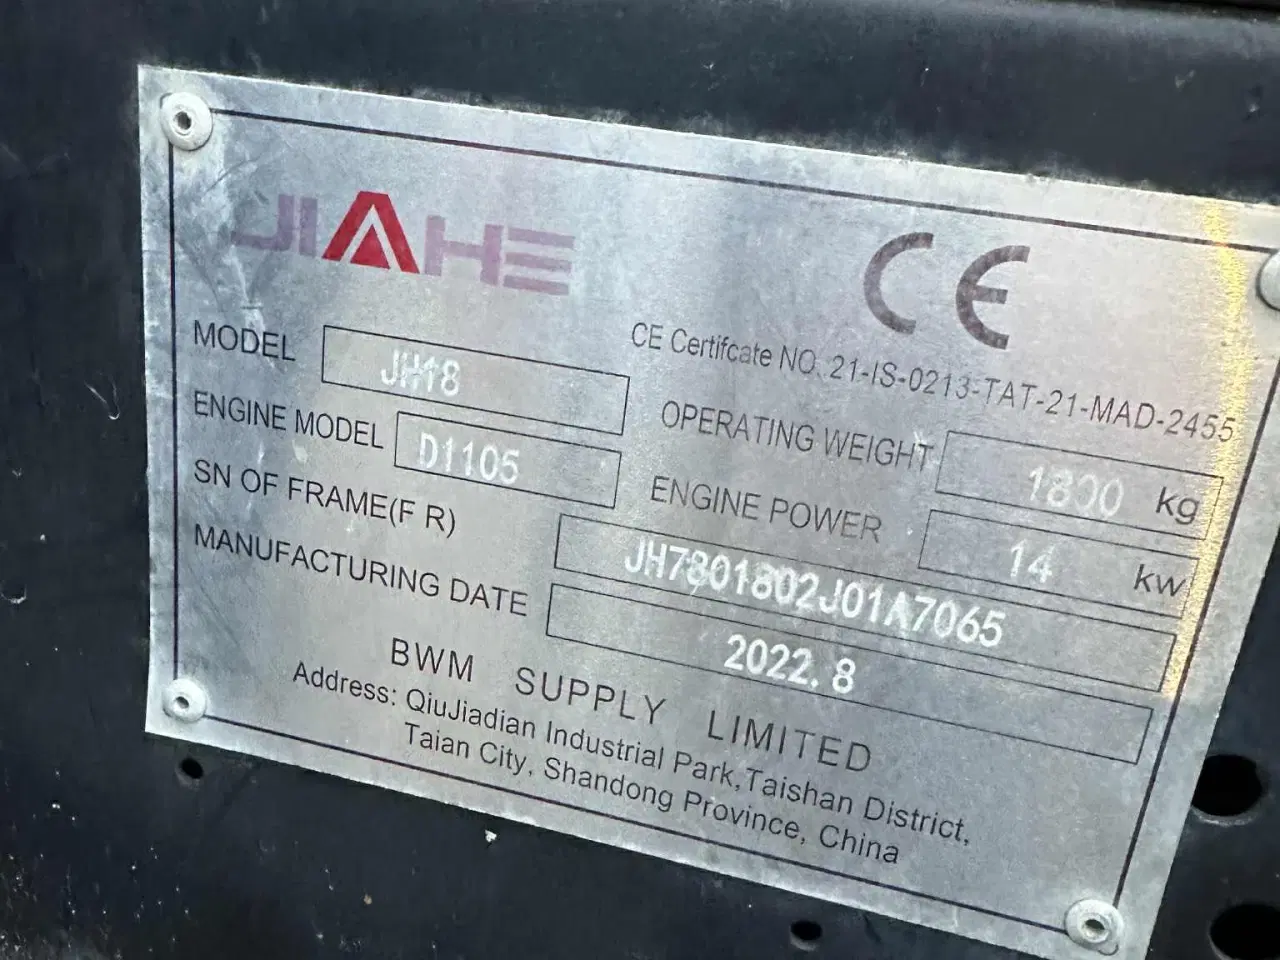 JIAHE
CE
CE Certifcate NO. 21-IS-0213-TAT-21-MAD-2455
MODEL JH18
OPERATING WEIGHT 1800 kg
ENGINE MODEL D1105
ENGINE POWER 14 kw
SN OF FRAME(F R) JH7801802J01A7065
MANUFACTURING DATE 2022.8
BWM SUPPLY LIMITED
Address: QiuJiadian Industrial Park,Taishan District,
Taian City, Shandong Province, China